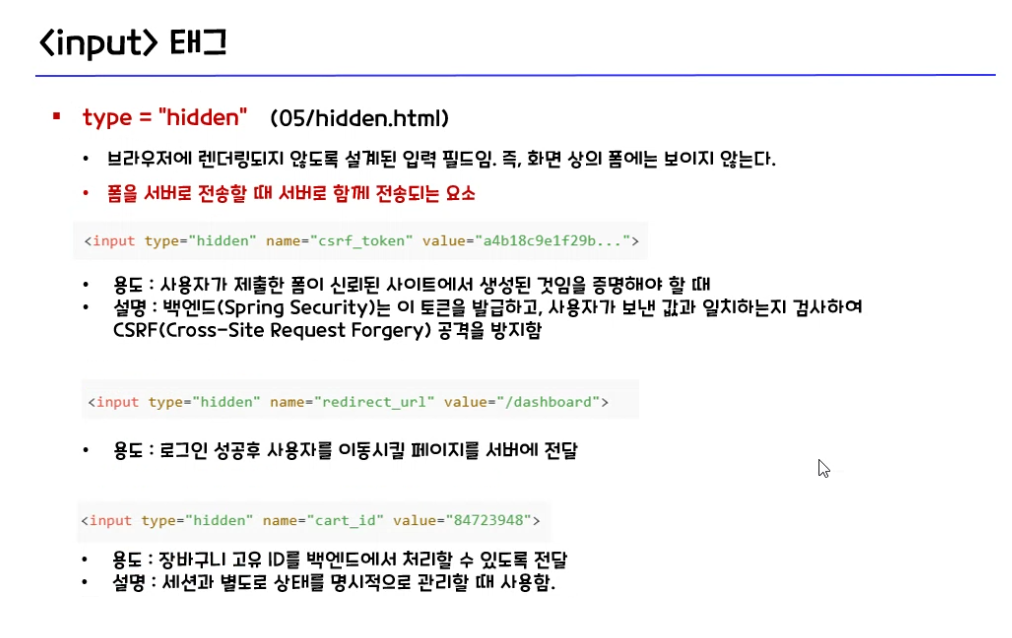 <input> 태그
▪ type = "hidden" (05/hidden.html)
• 브라우저에 렌더링되지 않도록 설계된 입력 필드임. 즉, 화면 상의 폼에는 보이지 않는다.
• 폼을 서버로 전송할 때 서버로 함께 전송되는 요소
<input type="hidden" name="csrf_token" value="a4b18c9e1f29b...">
• 용도 : 사용자가 제출한 폼이 신뢰된 사이트에서 생성된 것임을 증명해야 할 때
• 설명 : 백엔드(Spring Security)는 이 토큰을 발급하고, 사용자가 보낸 값과 일치하는지 검사하여
CSRF(Cross-Site Request Forgery) 공격을 방지함
<input type="hidden" name="redirect_url" value="/dashboard">
• 용도 : 로그인 성공후 사용자를 이동시킬 페이지를 서버에 전달
<input type="hidden" name="cart_id" value="84723948">
• 용도 : 장바구니 고유 ID를 백엔드에서 처리할 수 있도록 전달
• 설명 : 세션과 별도로 상태를 명시적으로 관리할 때 사용함.